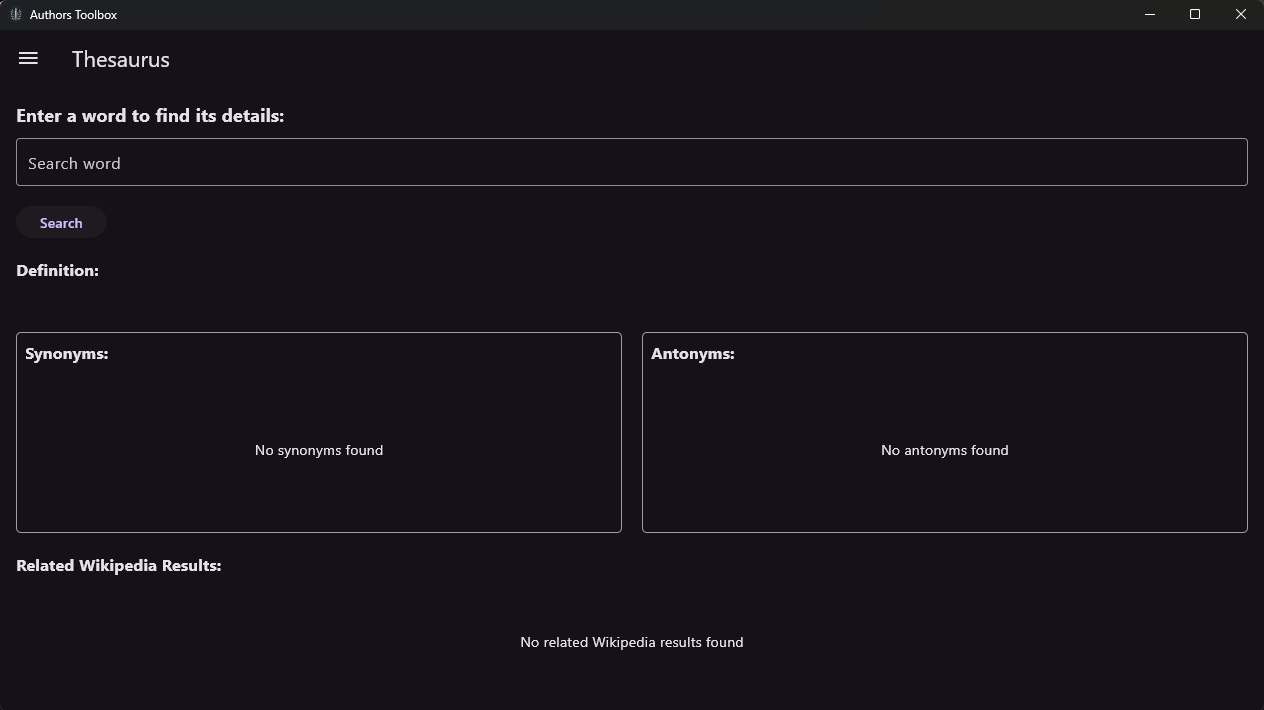 Authors Toolbox
Thesaurus
Enter a word to find its details:
Search word
Search
Definition:
Synonyms:
No synonyms found
Antonyms:
No antonyms found
Related Wikipedia Results:
No related Wikipedia results found